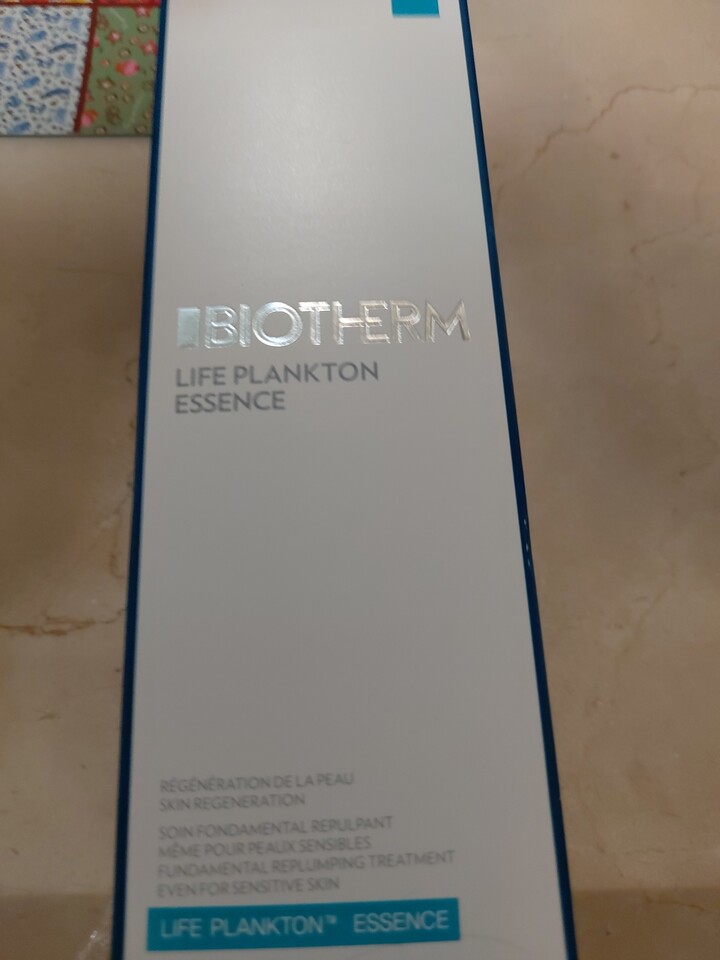 BIOTHERM
LIFE PLANKTON
ESSENCE
RÉGÉNÉRATION DE LA PEAU
SKIN REGENERATION
SOIN FONDAMENTAL REPULPANT
MÊME POUR PEAUX SENSIBLES
FUNDAMENTAL REPLUMPING TREATMENT
EVEN FOR SENSITIVE SKIN
LIFE PLANKTON™ ESSENCE